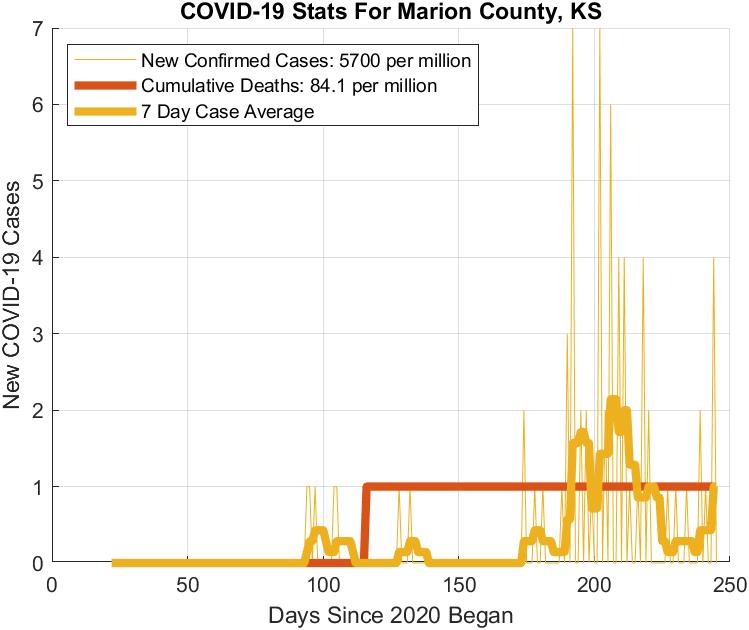 COVID-19 Stats For Marion County, KS
New Confirmed Cases: 5700 per million
Cumulative Deaths: 84.1 per million
7 Day Case Average
New COVID-19 Cases
7
6
5
4
3
2
1
0
0 50 100 150 200 250
Days Since 2020 Began